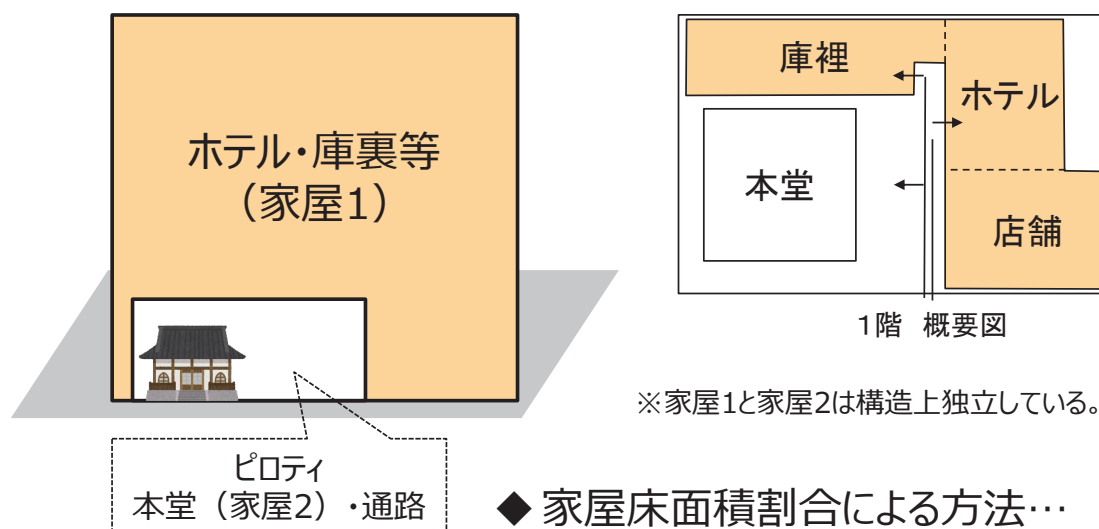 ホテル・庫裏等
（家屋1）
ピロティ
本堂（家屋2）・通路
庫裡
ホテル
本堂
店舗
1階 概要図
※家屋1と家屋2は構造上独立している。
◆ 家屋床面積割合による方法…